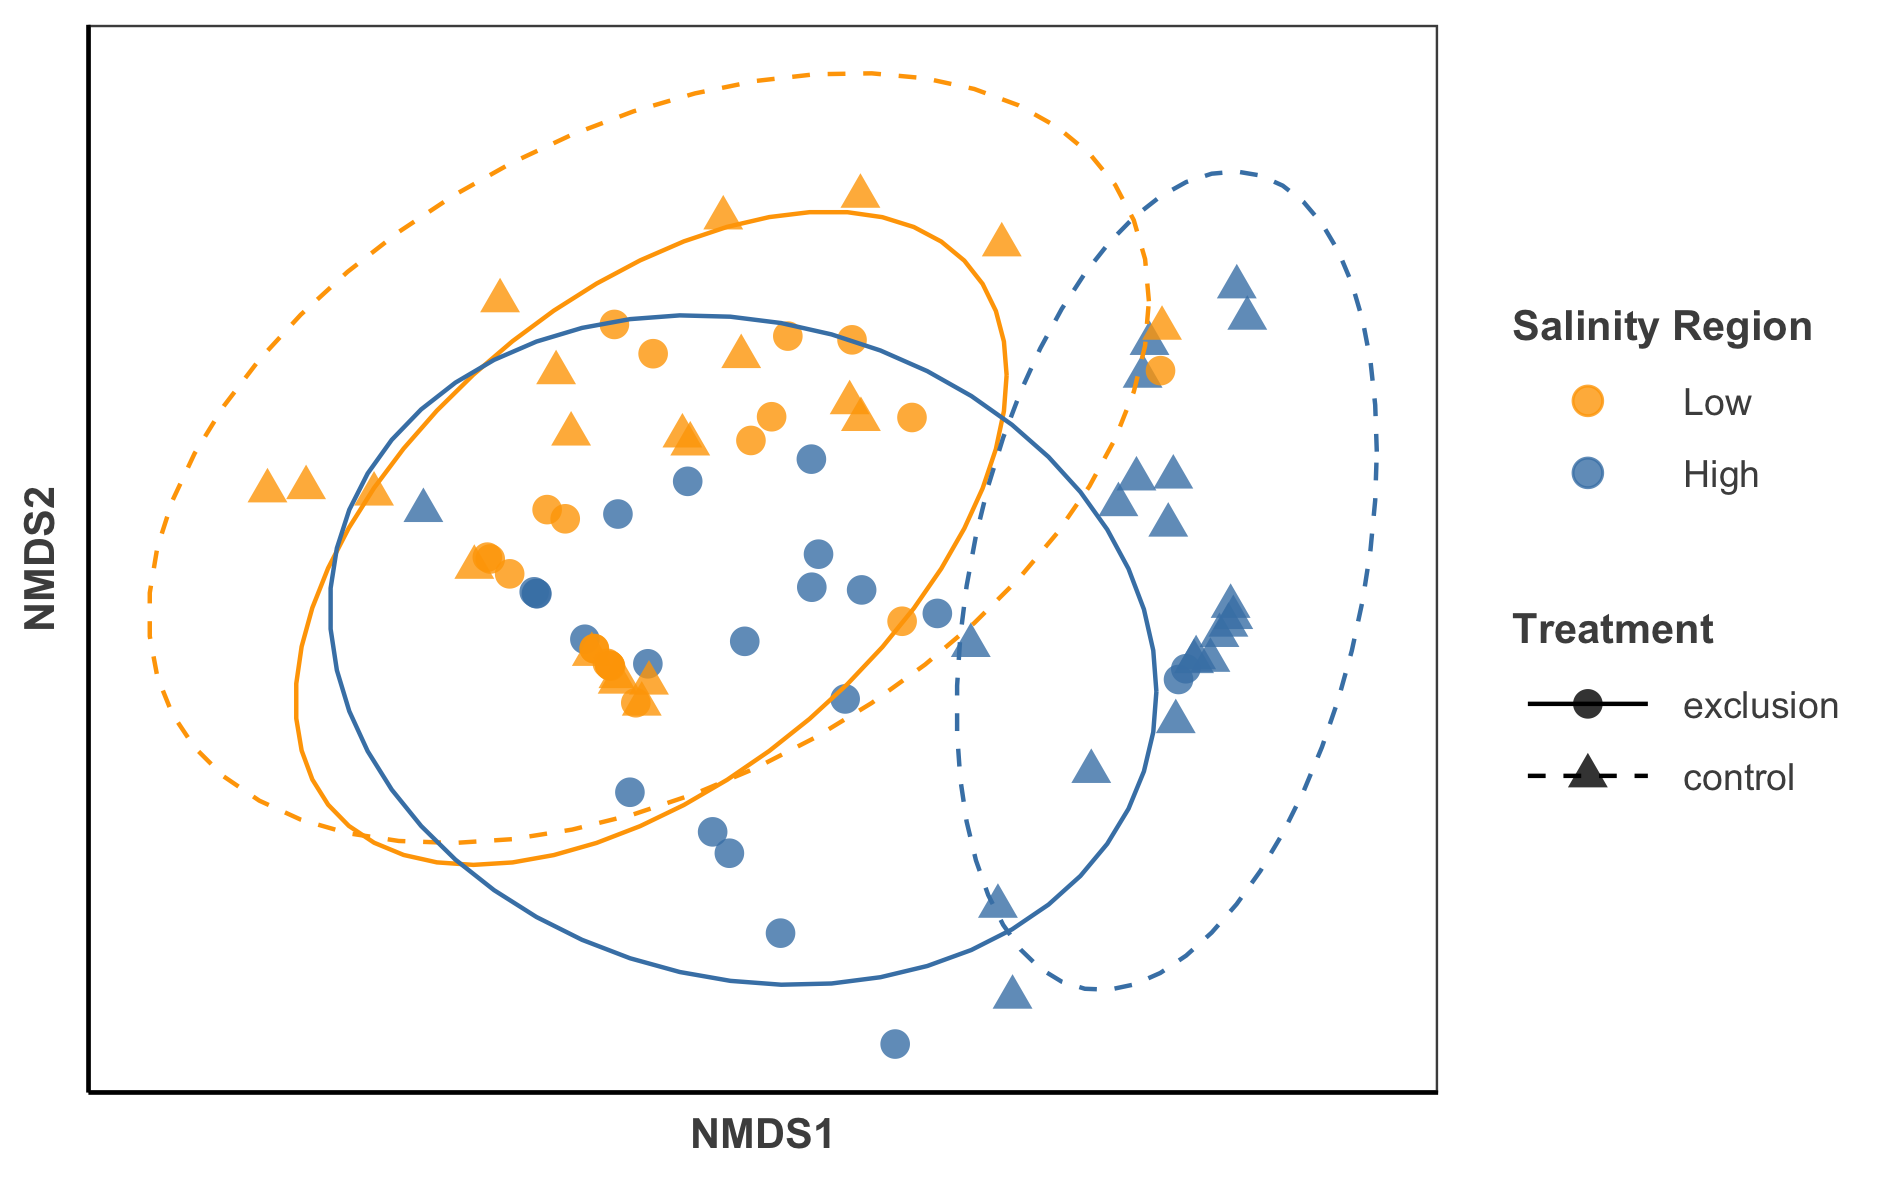 NMDS2
NMDS1
Salinity Region
Low
High
Treatment
exclusion
control